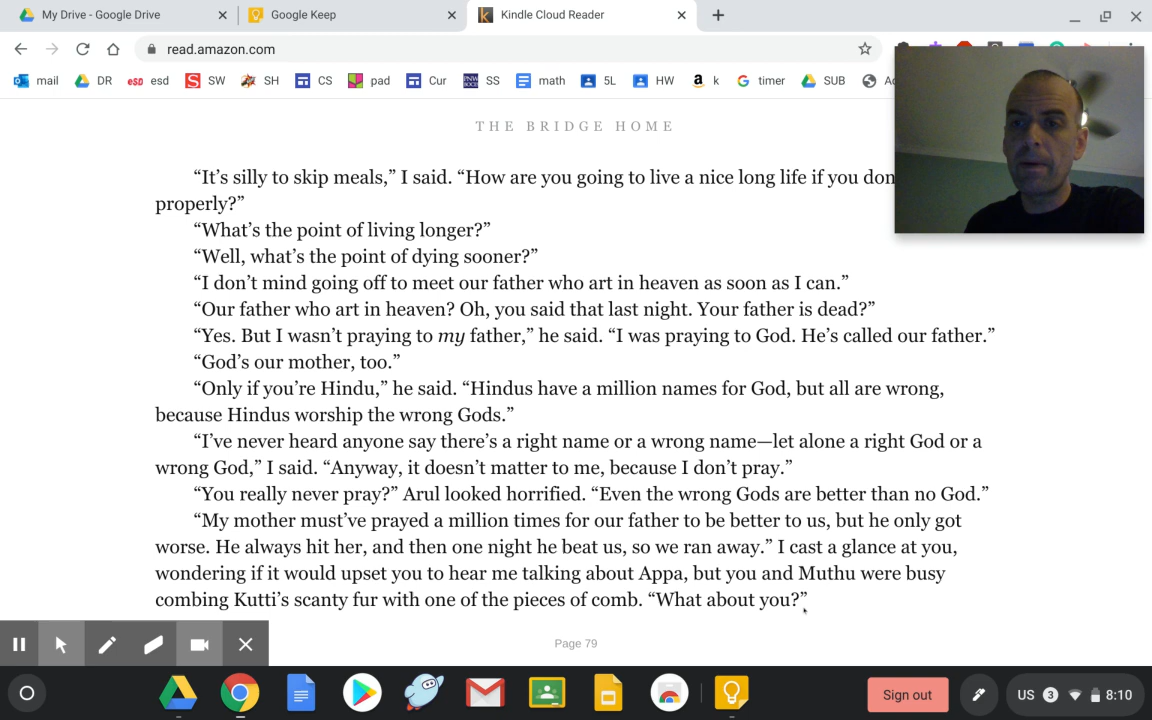 My Drive - Google Drive
Google Keep
Kindle Cloud Reader
read.amazon.com
mail
DR
esd esd
S SW
SH
CS
pad
Cur
SS
math
5L
HW
a k
G timer
SUB
THE BRIDGE HOME
“It’s silly to skip meals,” I said. “How are you going to live a nice long life if you don
properly?”
“What’s the point of living longer?”
“Well, what’s the point of dying sooner?”
“I don’t mind going off to meet our father who art in heaven as soon as I can.”
“Our father who art in heaven? Oh, you said that last night. Your father is dead?”
“Yes. But I wasn’t praying to my father,” he said. “I was praying to God. He’s called our father.”
“God’s our mother, too.”
“Only if you’re Hindu,” he said. “Hindus have a million names for God, but all are wrong,
because Hindus worship the wrong Gods.”
“I’ve never heard anyone say there’s a right name or a wrong name—let alone a right God or a
wrong God,” I said. “Anyway, it doesn’t matter to me, because I don’t pray.”
“You really never pray?” Arul looked horrified. “Even the wrong Gods are better than no God.”
“My mother must’ve prayed a million times for our father to be better to us, but he only got
worse. He always hit her, and then one night he beat us, so we ran away.” I cast a glance at you,
wondering if it would upset you to hear me talking about Appa, but you and Muthu were busy
combing Kutti’s scanty fur with one of the pieces of comb. “What about you?”
Page 79
Sign out
US 3 8:10